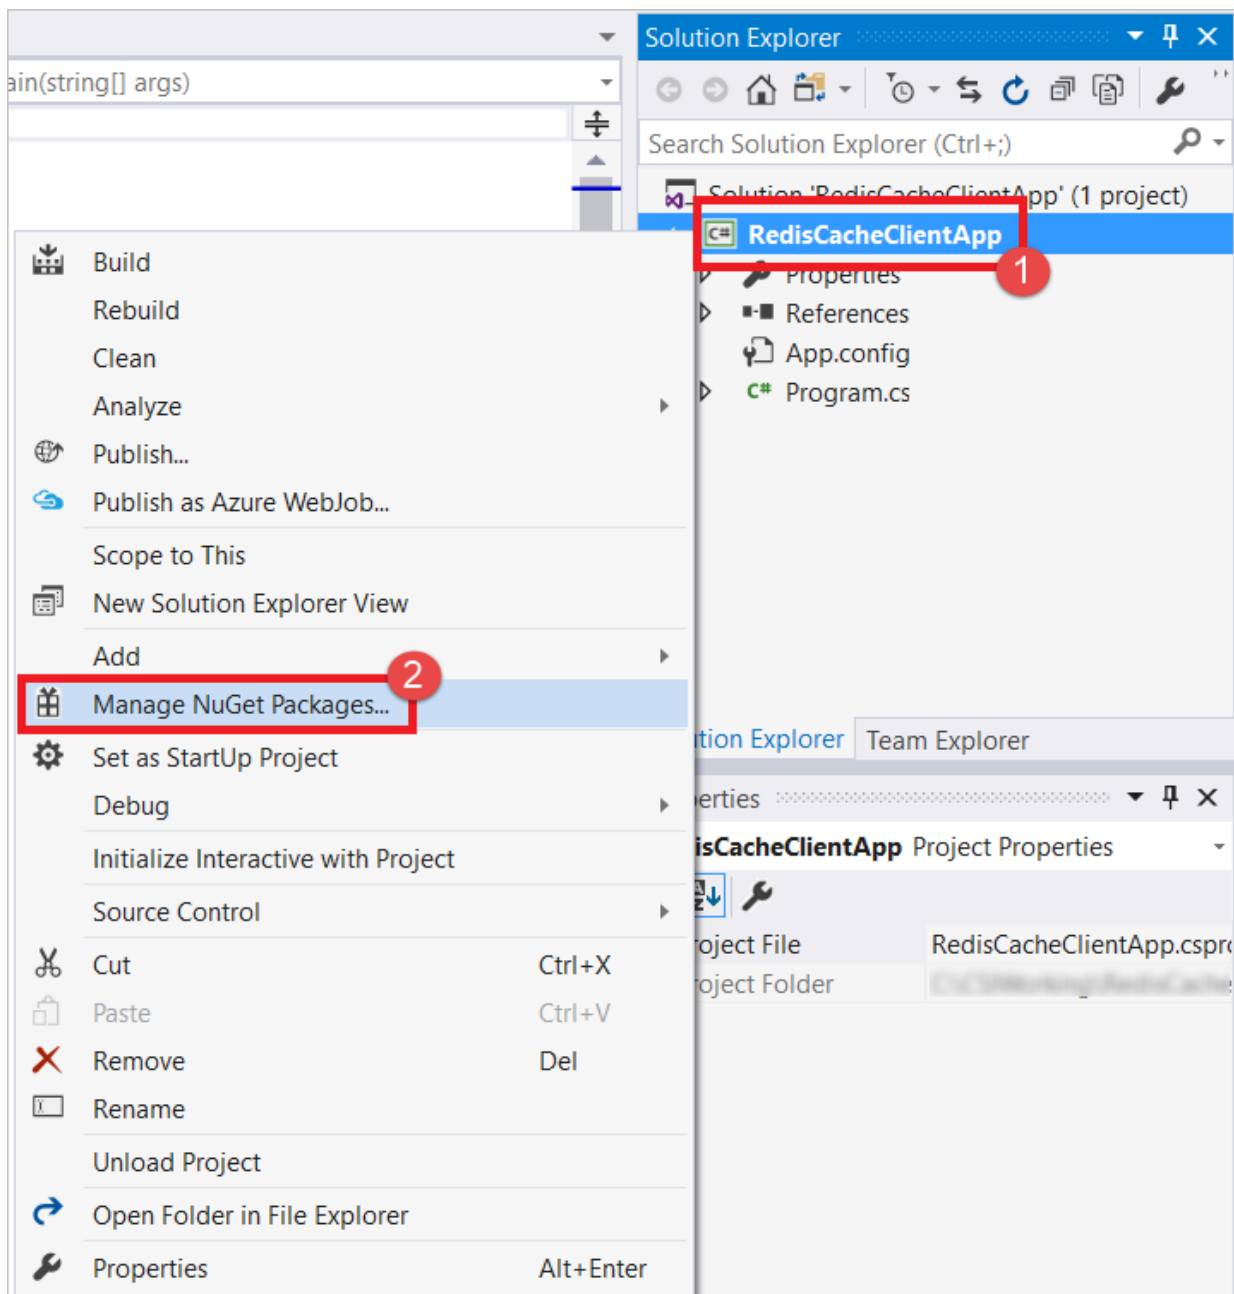 Solution Explorer
ain(string[] args)
Search Solution Explorer (Ctrl+;)
Solution 'RedisCacheClientApp' (1 project)
C# RedisCacheClientApp
1
Properties
References
App.config
C# Program.cs
Build
Rebuild
Clean
Analyze
Publish...
Publish as Azure WebJob...
Scope to This
New Solution Explorer View
Add
2
Manage NuGet Packages...
Set as StartUp Project
Debug
Initialize Interactive with Project
Source Control
Cut Ctrl+X
Paste Ctrl+V
Remove Del
Rename
Unload Project
Open Folder in File Explorer
Properties Alt+Enter
tion Explorer Team Explorer
erties
isCacheClientApp Project Properties
oject File RedisCacheClientApp.cspro
oject Folder